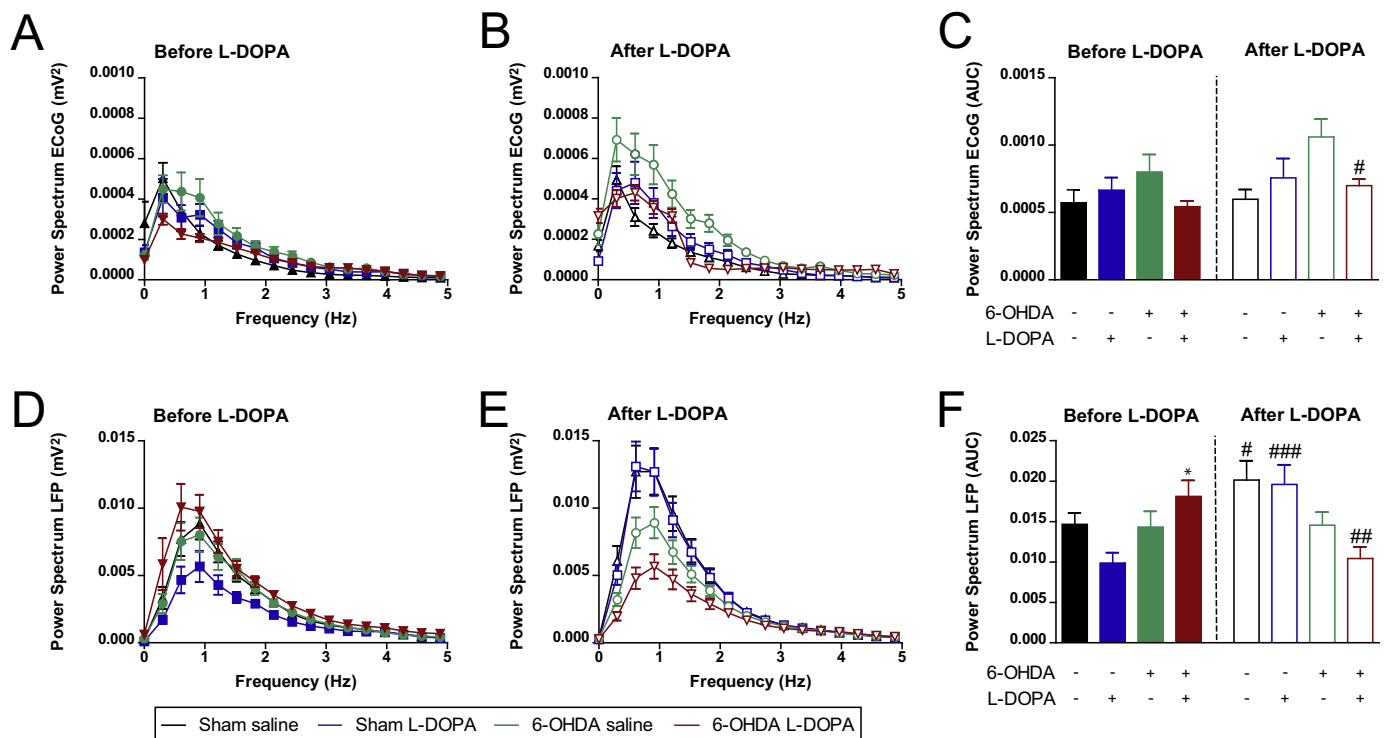 A
Before L-DOPA
Power Spectrum ECoG (mV²)
0.0010
0.0008
0.0006
0.0004
0.0002
0.0000
0 1 2 3 4 5
Frequency (Hz)
B
After L-DOPA
Power Spectrum ECoG (mV²)
0.0010
0.0008
0.0006
0.0004
0.0002
0.0000
0 1 2 3 4 5
Frequency (Hz)
C
Before L-DOPA After L-DOPA
Power Spectrum ECoG (AUC)
0.0015
0.0010
0.0005
0.0000
#
6-OHDA - - + + - - + +
L-DOPA - + - + - + - +
D
Before L-DOPA
Power Spectrum LFP (mV²)
0.015
0.010
0.005
0.000
0 1 2 3 4 5
Frequency (Hz)
E
After L-DOPA
Power Spectrum LFP (mV²)
0.015
0.010
0.005
0.000
0 1 2 3 4 5
Frequency (Hz)
F
Before L-DOPA After L-DOPA
Power Spectrum LFP (AUC)
0.025
0.020
0.015
0.010
0.005
0.000
* # ### ##
6-OHDA - - + + - - + +
L-DOPA - + - + - + - +
Sham saline Sham L-DOPA 6-OHDA saline 6-OHDA L-DOPA